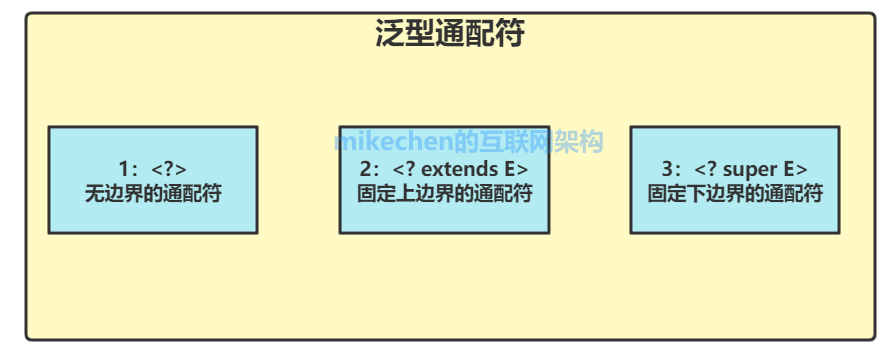 泛型通配符
mikechen的互联网架构
1：<?>
无边界的通配符
2：<? extends E>
固定上边界的通配符
3：<? super E>
固定下边界的通配符